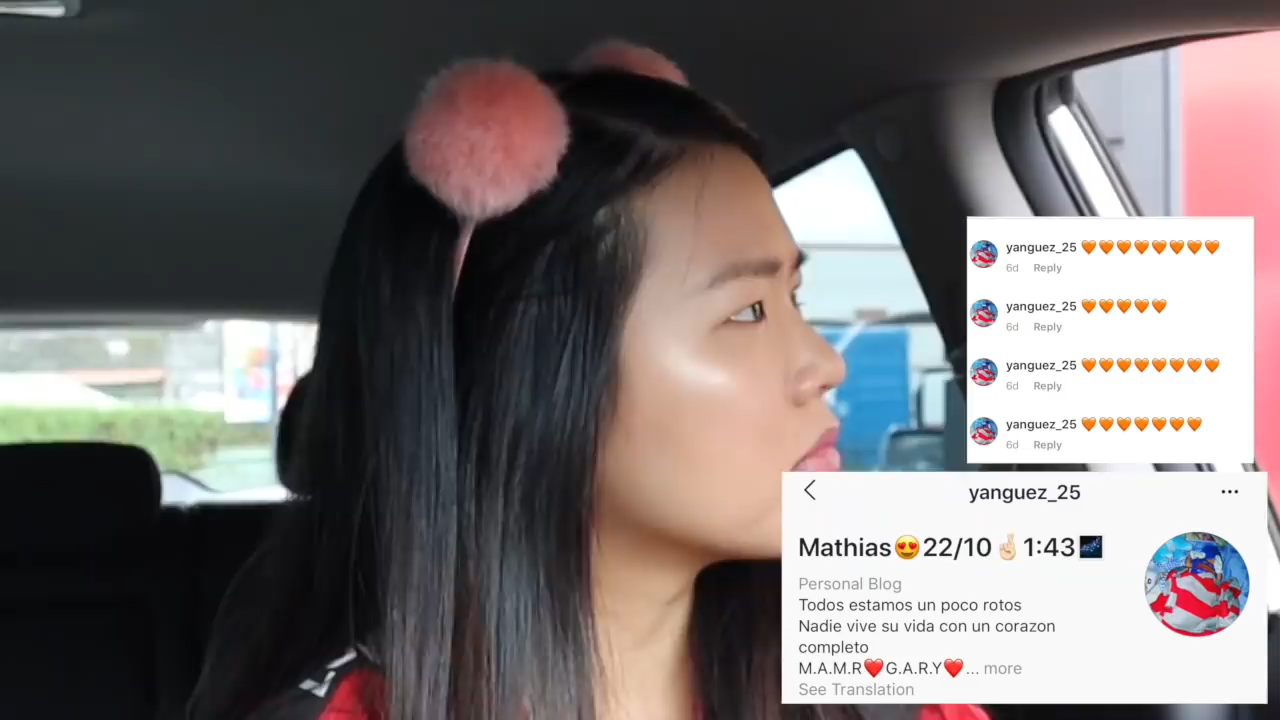 yanguez_25 🧡🧡🧡🧡🧡🧡🧡🧡
6d Reply
yanguez_25 🧡🧡🧡🧡🧡
6d Reply
yanguez_25 🧡🧡🧡🧡🧡🧡🧡🧡
6d Reply
yanguez_25 🧡🧡🧡🧡🧡🧡🧡
6d Reply
yanguez_25
Mathias😍22/10🤞🏻1:43🌌
Personal Blog
Todos estamos un poco rotos
Nadie vive su vida con un corazon
completo
M.A.M.R❤️G.A.R.Y❤️... more
See Translation